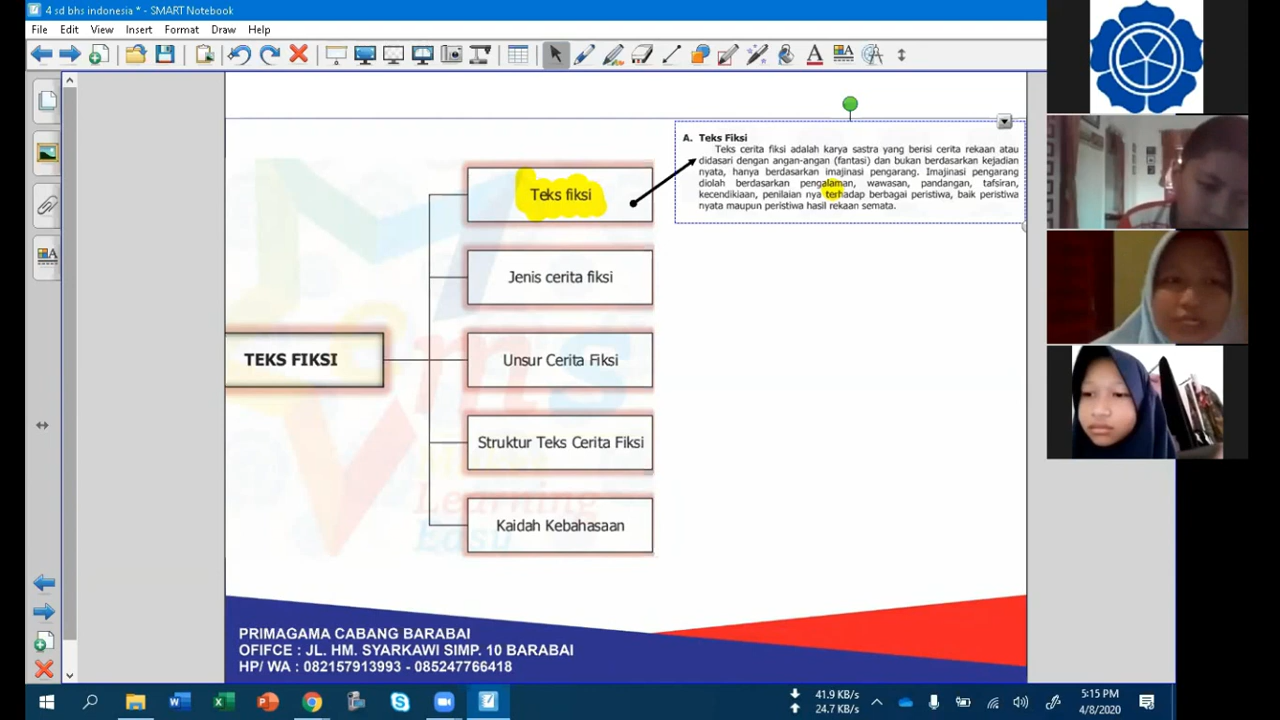 4 sd bhs indonesia * - SMART Notebook
File Edit View Insert Format Draw Help
A. Teks Fiksi
Teks cerita fiksi adalah karya sastra yang berisi cerita rekaan atau
didasari dengan angan-angan (fantasi) dan bukan berdasarkan kejadian
nyata, hanya berdasarkan imajinasi pengarang. Imajinasi pengarang
diolah berdasarkan pengalaman, wawasan, pandangan, tafsiran,
kecendikiaan, penilaian nya terhadap berbagai peristiwa, baik peristiwa
nyata maupun peristiwa hasil rekaan semata.
Teks fiksi
Jenis cerita fiksi
TEKS FIKSI
Unsur Cerita Fiksi
Struktur Teks Cerita Fiksi
Kaidah Kebahasaan
ms
Learning
Easy
PRIMAGAMA CABANG BARABAI
OFIFCE : JL. HM. SYARKAWI SIMP. 10 BARABAI
HP/ WA : 082157913993 - 085247766418
41.9 KB/s
24.7 KB/s
5:15 PM
4/8/2020